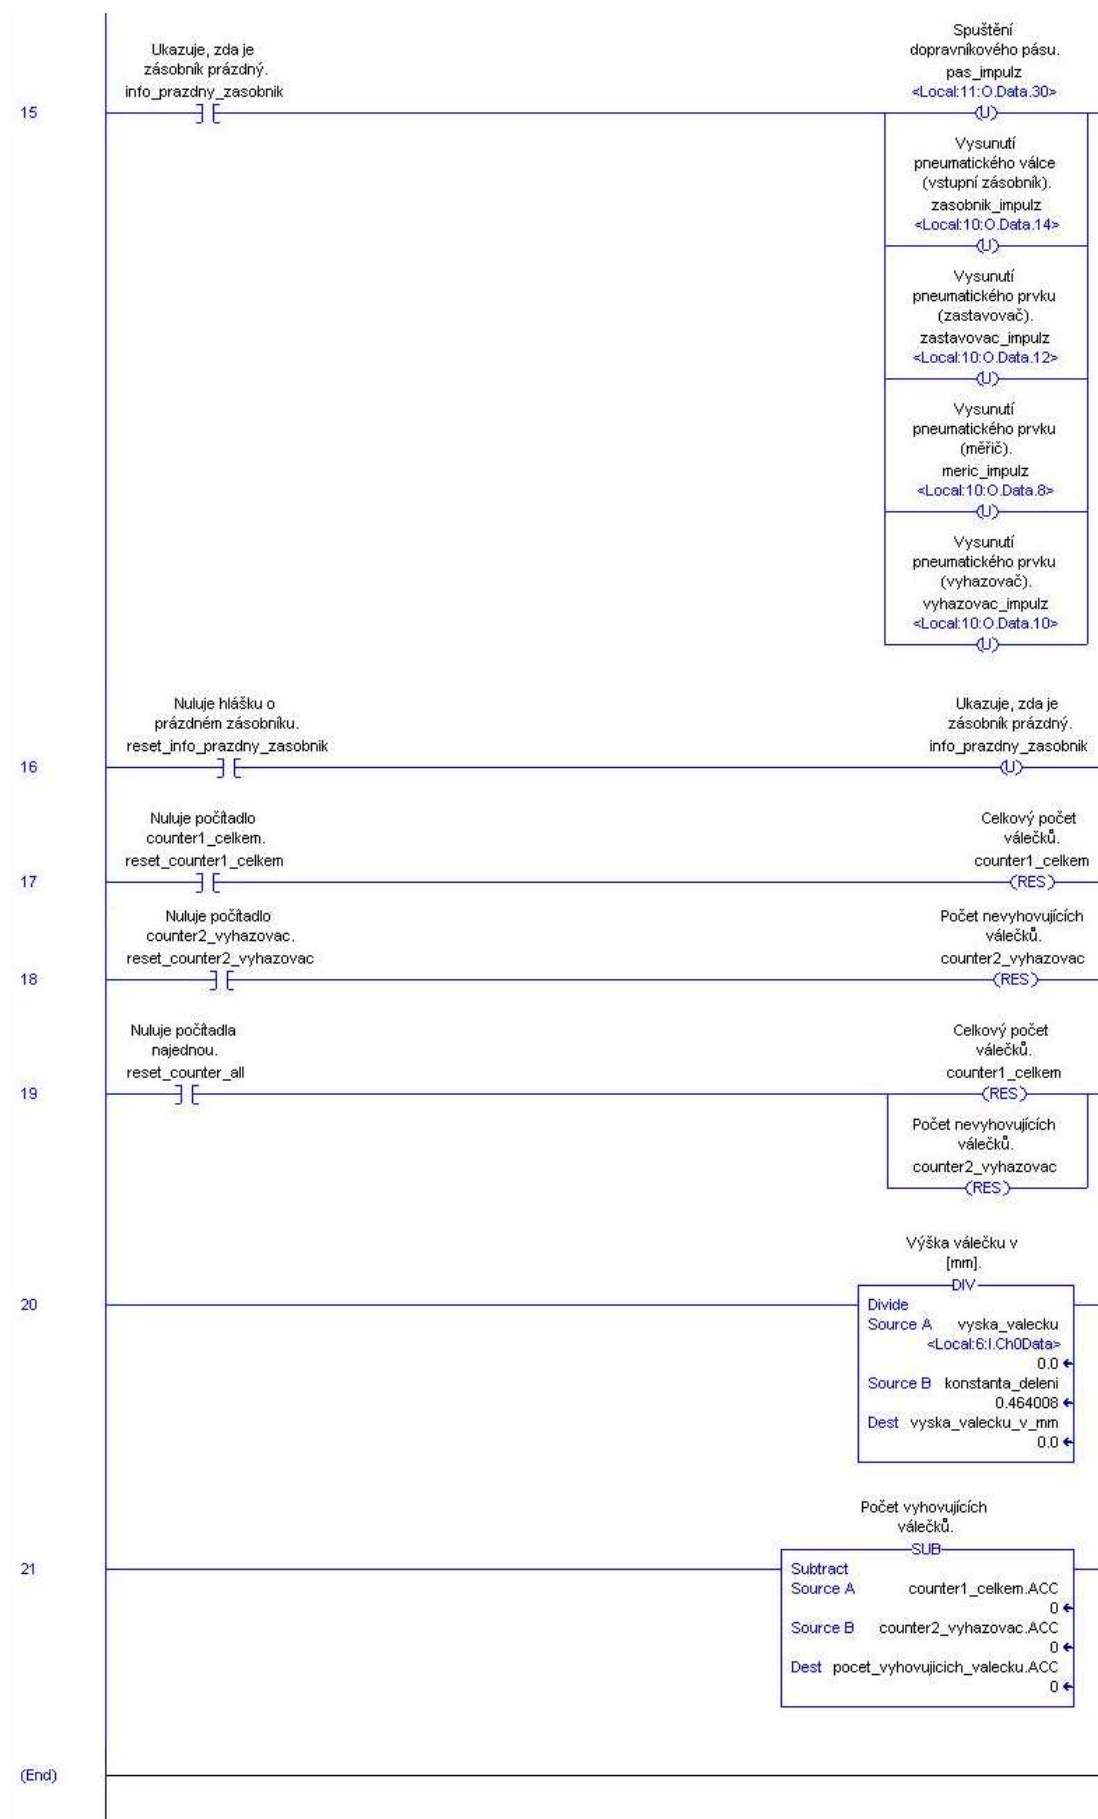 Ukazuje, zda je
zásobník prázdný.
info_prazdny_zasobnik
Spuštění
dopravníkového pásu.
pas_impulz
<Local:11:O.Data.30>
15
(U)
Vysunutí
pneumatického válce
(vstupní zásobník).
zasobnik_impulz
<Local:10:O.Data.14>
(U)
Vysunutí
pneumatického prvku
(zastavovač).
zastavovac_impulz
<Local:10:O.Data.12>
(U)
Vysunutí
pneumatického prvku
(měřič).
meric_impulz
<Local:10:O.Data.8>
(U)
Vysunutí
pneumatického prvku
(vyhazovač).
vyhazovac_impulz
<Local:10:O.Data.10>
(U)
Nuluje hlášku o
prázdném zásobníku.
reset_info_prazdny_zasobnik
Ukazuje, zda je
zásobník prázdný.
info_prazdny_zasobnik
16
(U)
Nuluje počítadlo
counter1_celkem.
reset_counter1_celkem
Celkový počet
válečků.
counter1_celkem
17
(RES)
Nuluje počítadlo
counter2_vyhazovac.
reset_counter2_vyhazovac
Počet nevyhovujících
válečků.
counter2_vyhazovac
18
(RES)
Nuluje počítadla
najednou.
reset_counter_all
Celkový počet
válečků.
counter1_celkem
19
(RES)
Počet nevyhovujících
válečků.
counter2_vyhazovac
(RES)
Výška válečku v
[mm].
DIV
20
Divide
Source A vyska_valecku
<Local:6:I.Ch0Data>
0.0
Source B konstanta_deleni
0.464008
Dest vyska_valecku_v_mm
0.0
Počet vyhovujících
válečků.
SUB
21
Subtract
Source A counter1_celkem.ACC
0
Source B counter2_vyhazovac.ACC
0
Dest pocet_vyhovujicich_valecku.ACC
0
(End)